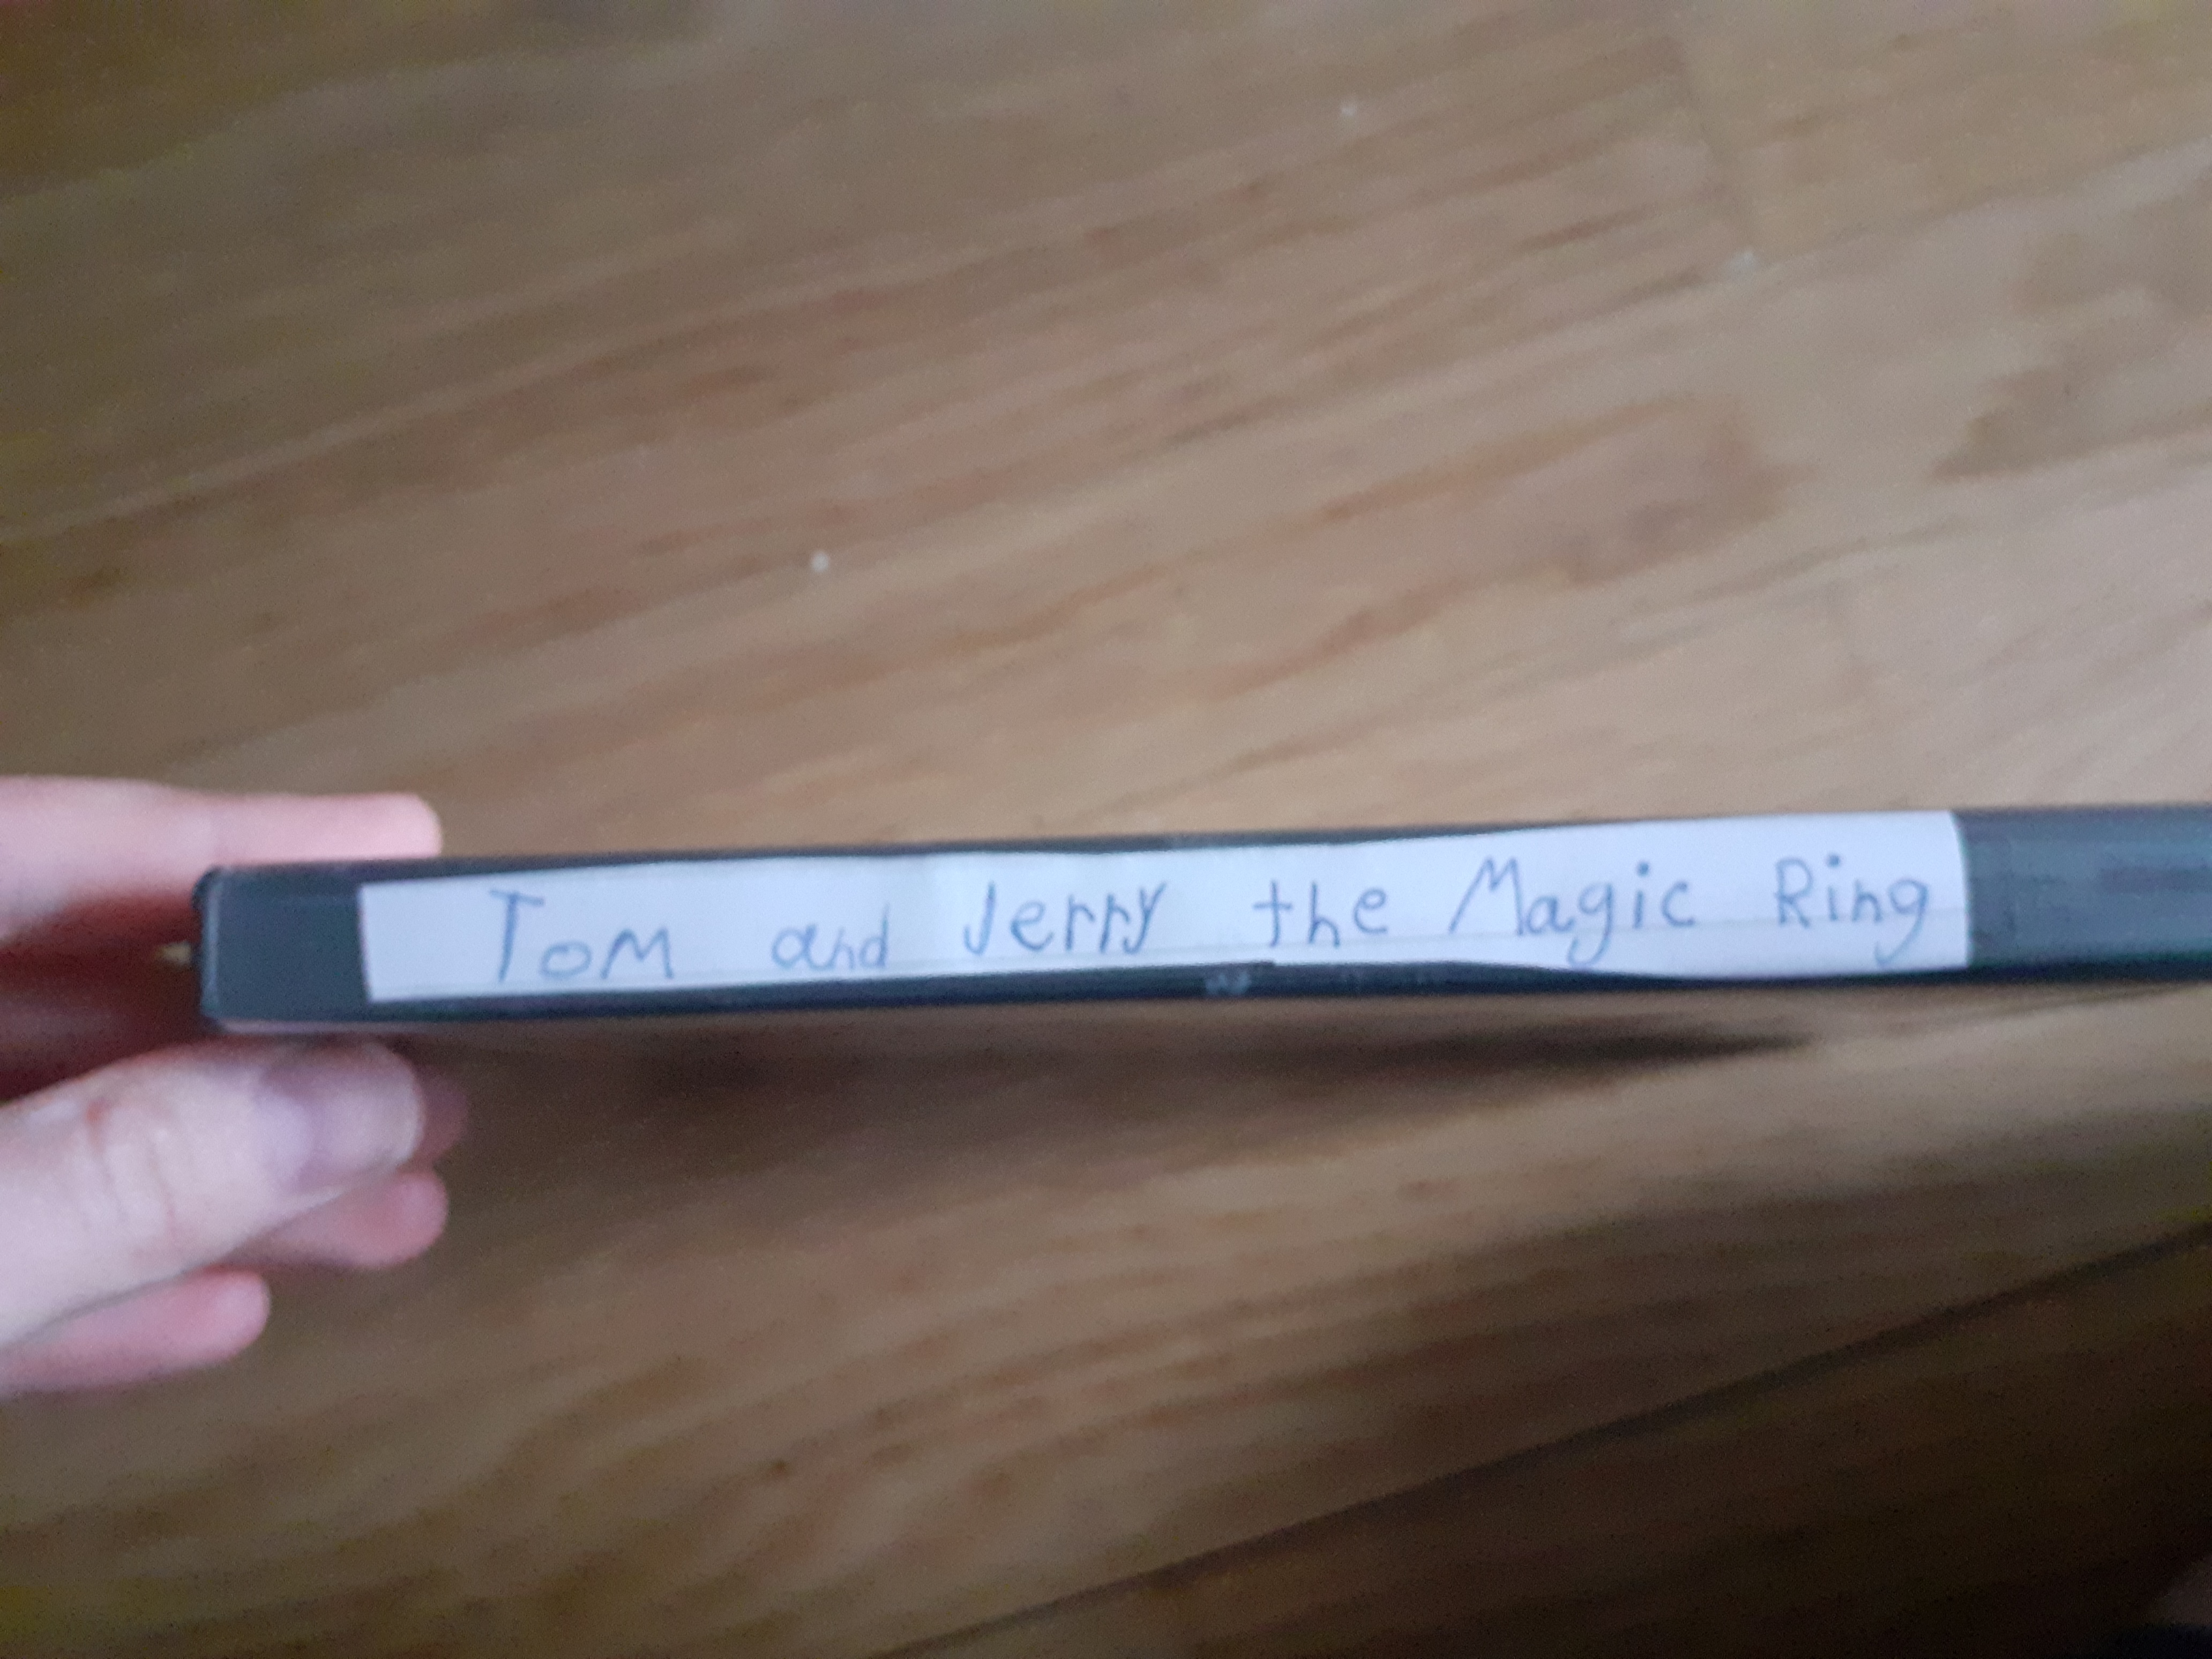 Tom and Jerry the Magic Ring